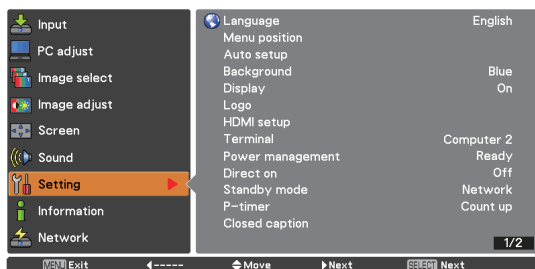 Input
PC adjust
Image select
Image adjust
Screen
Sound
Setting
Information
Network
Language English
Menu position
Auto setup
Background Blue
Display On
Logo
HDMI setup
Terminal Computer 2
Power management Ready
Direct on Off
Standby mode Network
P-timer Count up
Closed caption
1/2
MENU Exit ◀----- Move ▶Next SELECT Next